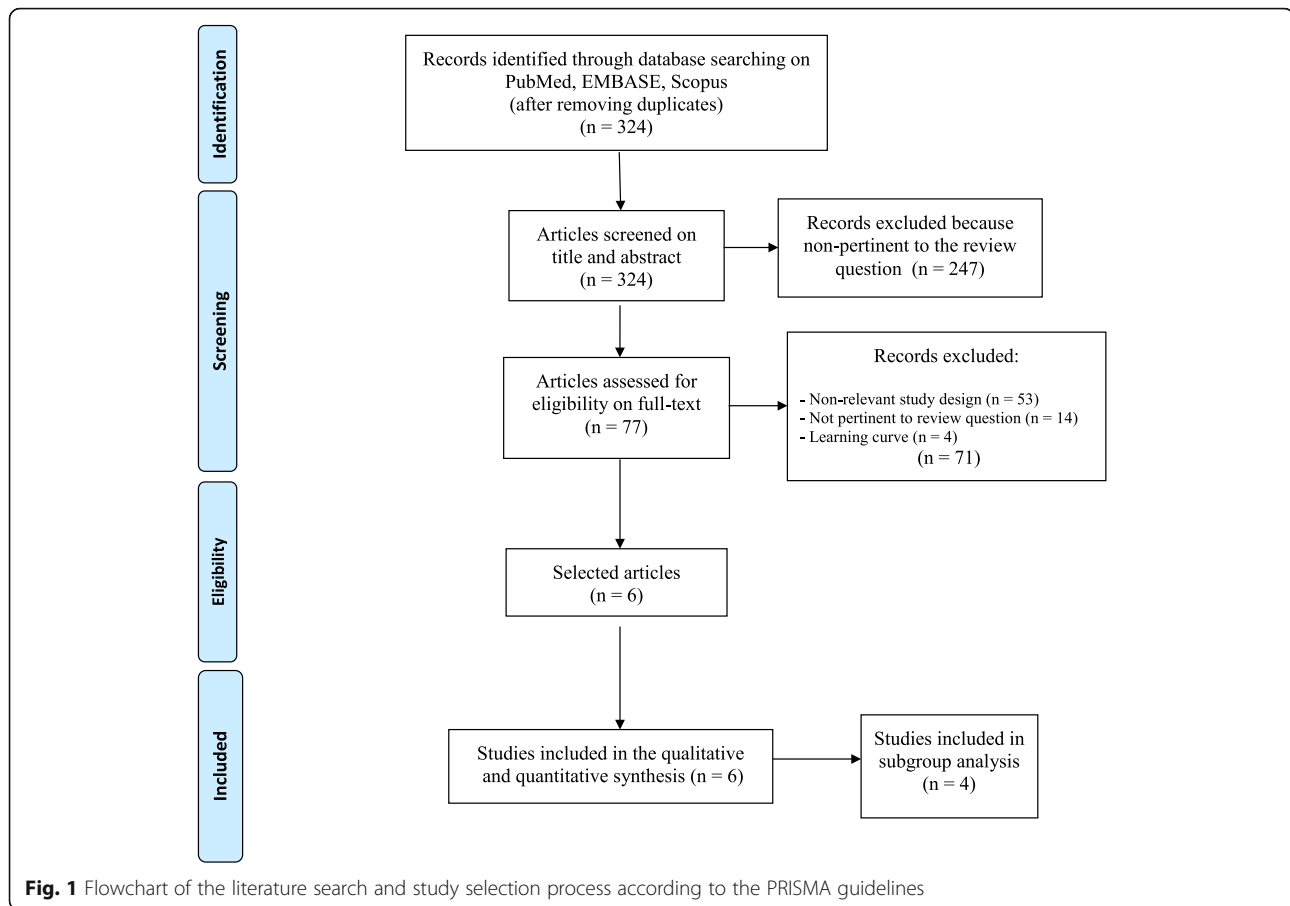 Identification
Records identified through database searching on
PubMed, EMBASE, Scopus
(after removing duplicates)
(n = 324)
Screening
Articles screened on
title and abstract
(n = 324)
Records excluded because
non-pertinent to the review
question (n = 247)
Articles assessed for
eligibility on full-text
(n = 77)
Records excluded:
- Non-relevant study design (n = 53)
- Not pertinent to review question (n = 14)
- Learning curve (n = 4)
(n = 71)
Eligibility
Selected articles
(n = 6)
Included
Studies included in the qualitative
and quantitative synthesis (n = 6)
Studies included in
subgroup analysis
(n = 4)
Fig. 1 Flowchart of the literature search and study selection process according to the PRISMA guidelines